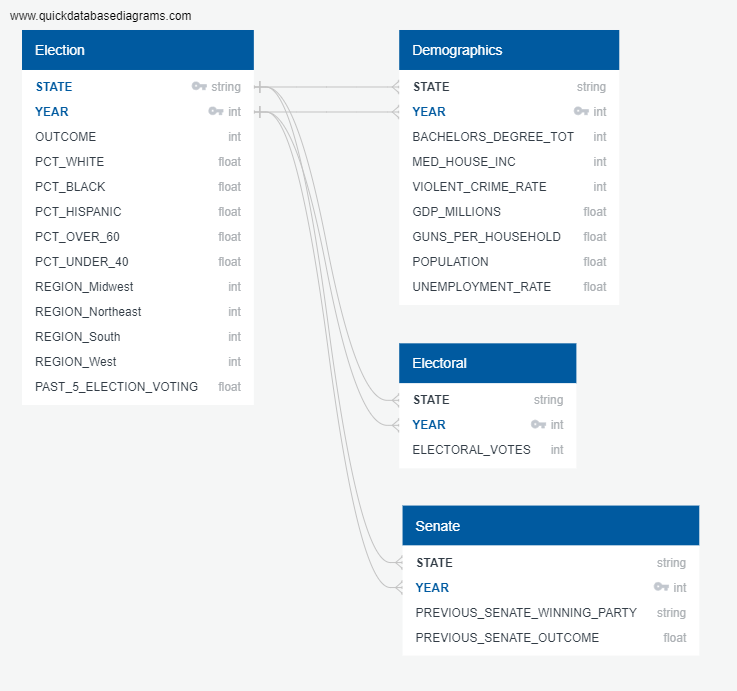 www.quickdatabasediagrams.com
Election
STATE string
YEAR int
OUTCOME int
PCT_WHITE float
PCT_BLACK float
PCT_HISPANIC float
PCT_OVER_60 float
PCT_UNDER_40 float
REGION_Midwest int
REGION_Northeast int
REGION_South int
REGION_West int
PAST_5_ELECTION_VOTING float
Demographics
STATE string
YEAR int
BACHELORS_DEGREE_TOT int
MED_HOUSE_INC int
VIOLENT_CRIME_RATE int
GDP_MILLIONS float
GUNS_PER_HOUSEHOLD float
POPULATION float
UNEMPLOYMENT_RATE float
Electoral
STATE string
YEAR int
ELECTORAL_VOTES int
Senate
STATE string
YEAR int
PREVIOUS_SENATE_WINNING_PARTY string
PREVIOUS_SENATE_OUTCOME float